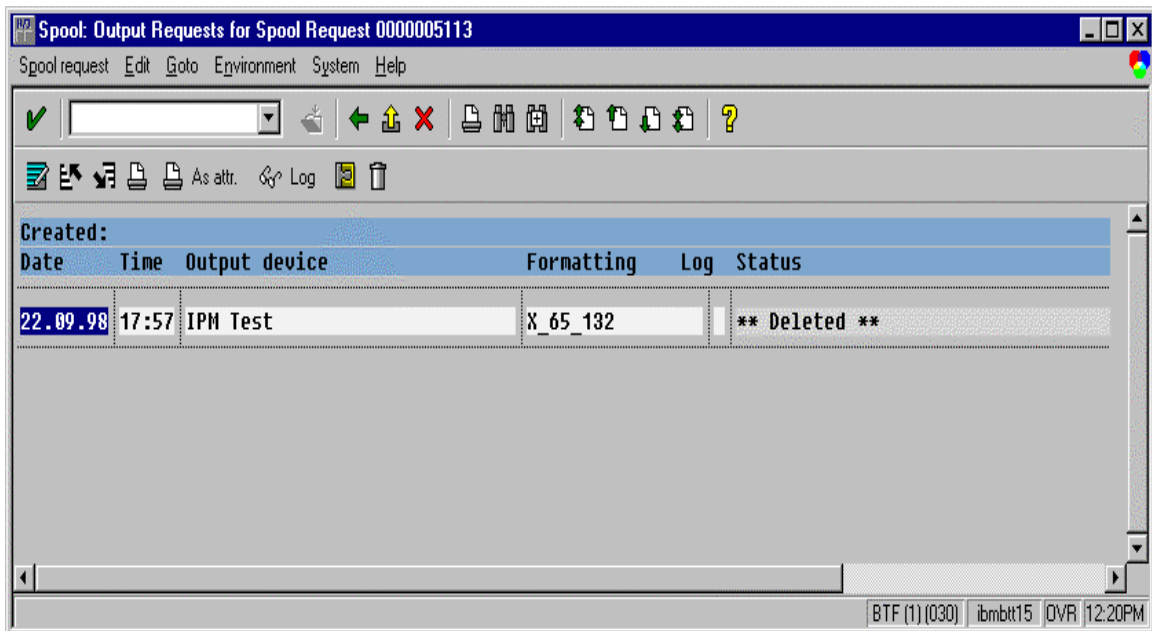 Spool: Output Requests for Spool Request 0000005113
Spool request Edit Goto Environment System Help
As attr. Log
Created:
Date Time Output device Formatting Log Status
22.09.98 17:57 IPM Test X_65_132 ** Deleted **
BTF (1) (030) ibmbtt15 OVR 12:20PM